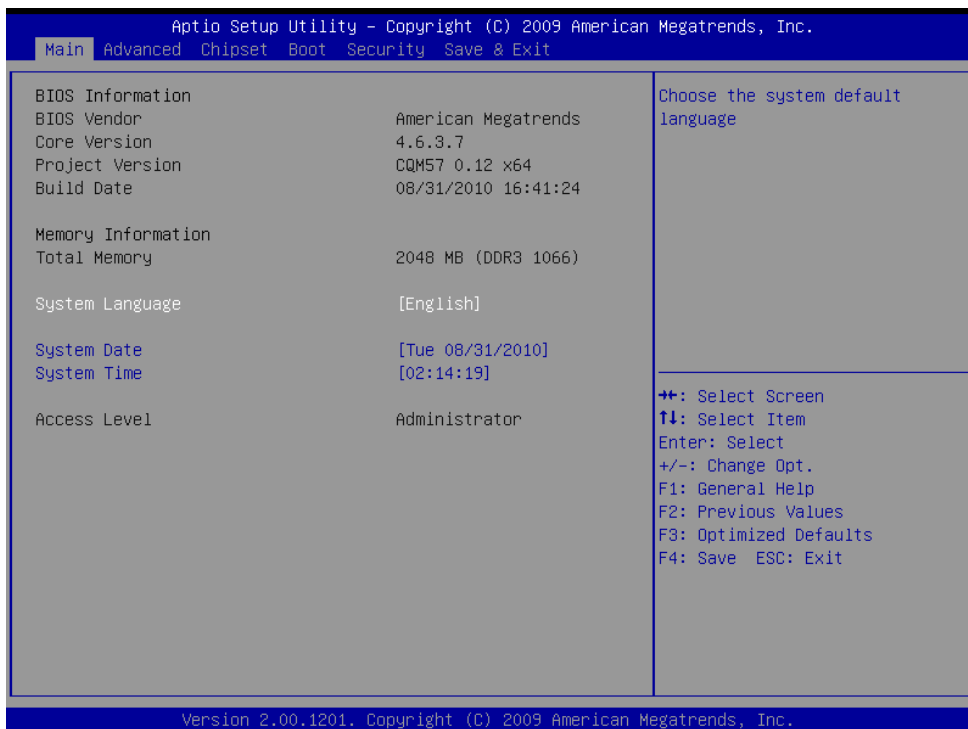 Aptio Setup Utility – Copyright (C) 2009 American Megatrends, Inc.
Main Advanced Chipset Boot Security Save & Exit
BIOS Information
BIOS Vendor American Megatrends
Core Version 4.6.3.7
Project Version CQM57 0.12 x64
Build Date 08/31/2010 16:41:24
Memory Information
Total Memory 2048 MB (DDR3 1066)
System Language [English]
System Date [Tue 08/31/2010]
System Time [02:14:19]
Access Level Administrator
Choose the system default
language
→←: Select Screen
↑↓: Select Item
Enter: Select
+/-: Change Opt.
F1: General Help
F2: Previous Values
F3: Optimized Defaults
F4: Save ESC: Exit
Version 2.00.1201. Copyright (C) 2009 American Megatrends, Inc.